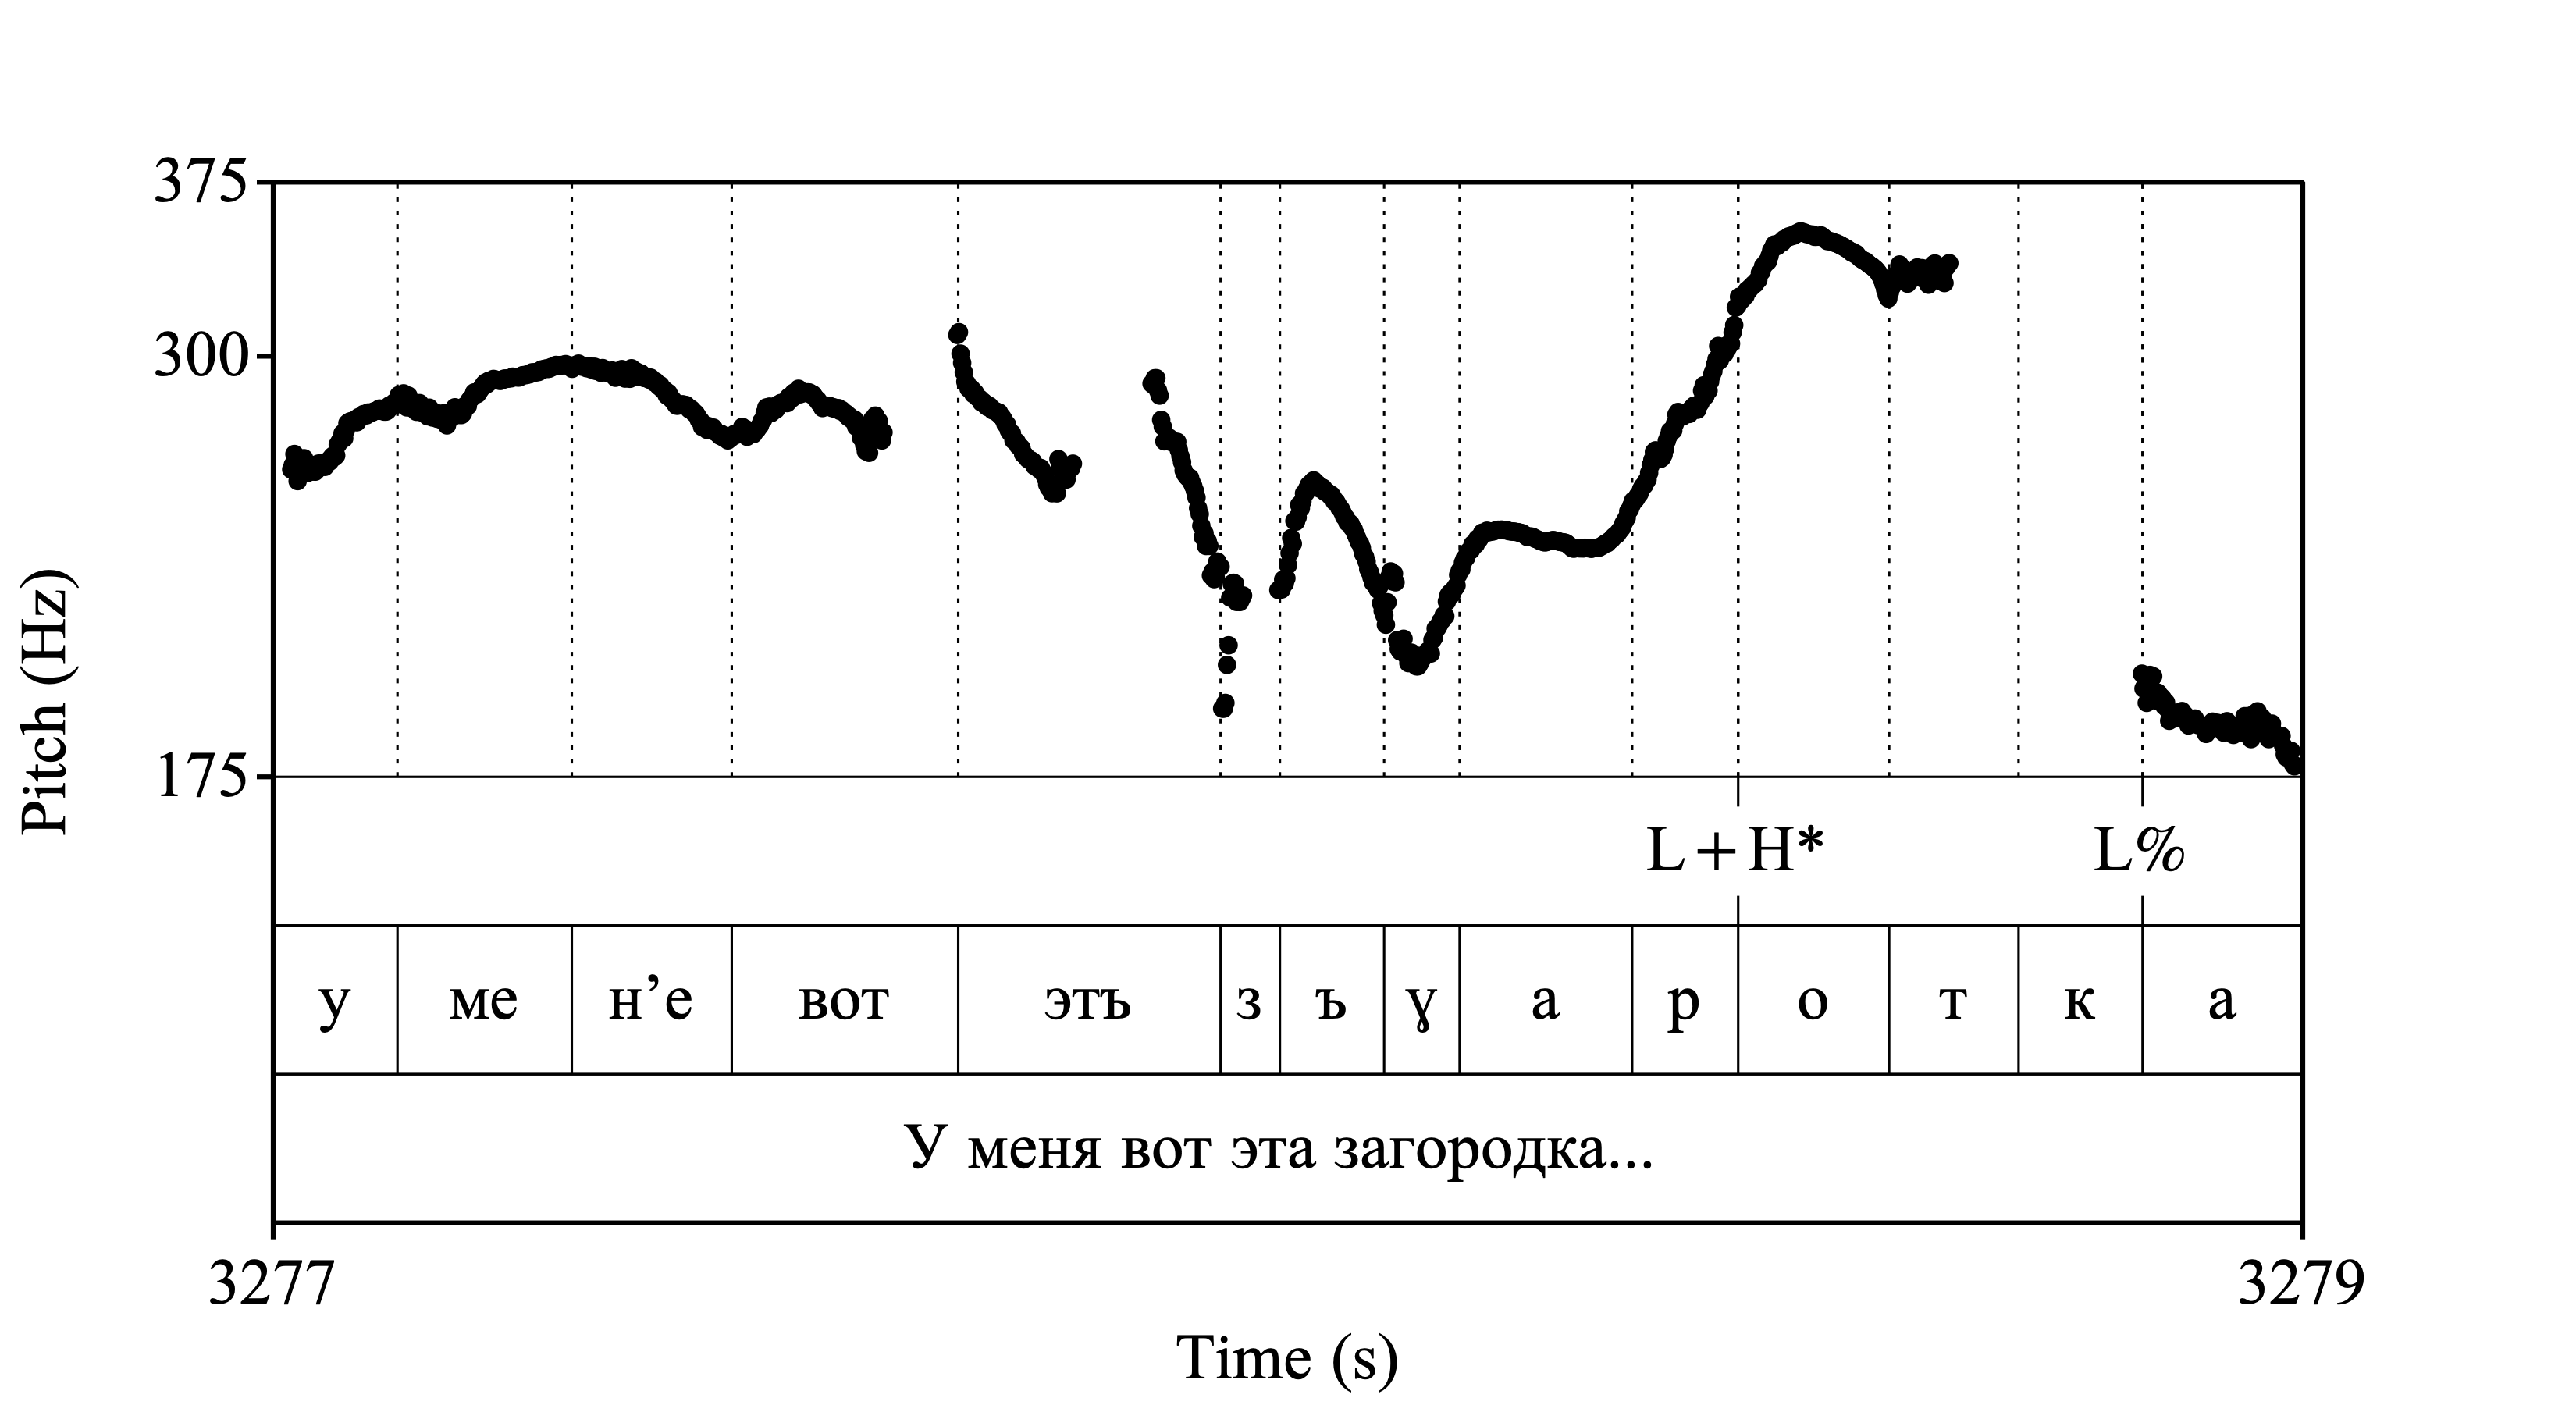 375
300
175
Pitch (Hz)
L+H* L%
у ме н’е вот этъ з ъ ɣ а р о т к а
У меня вот эта загородка...
3277 3279
Time (s)